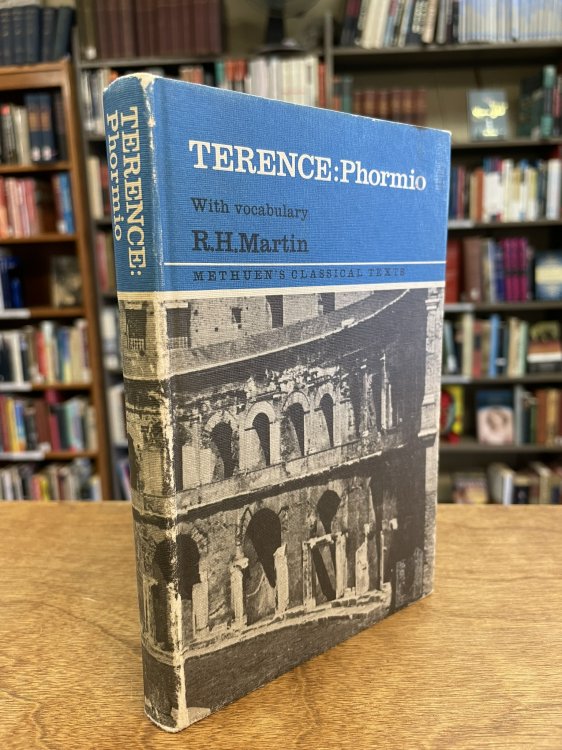 TERENCE:
Phormio
TERENCE:Phormio
With vocabulary
R.H.Martin
METHUEN'S CLASSICAL TEXTS